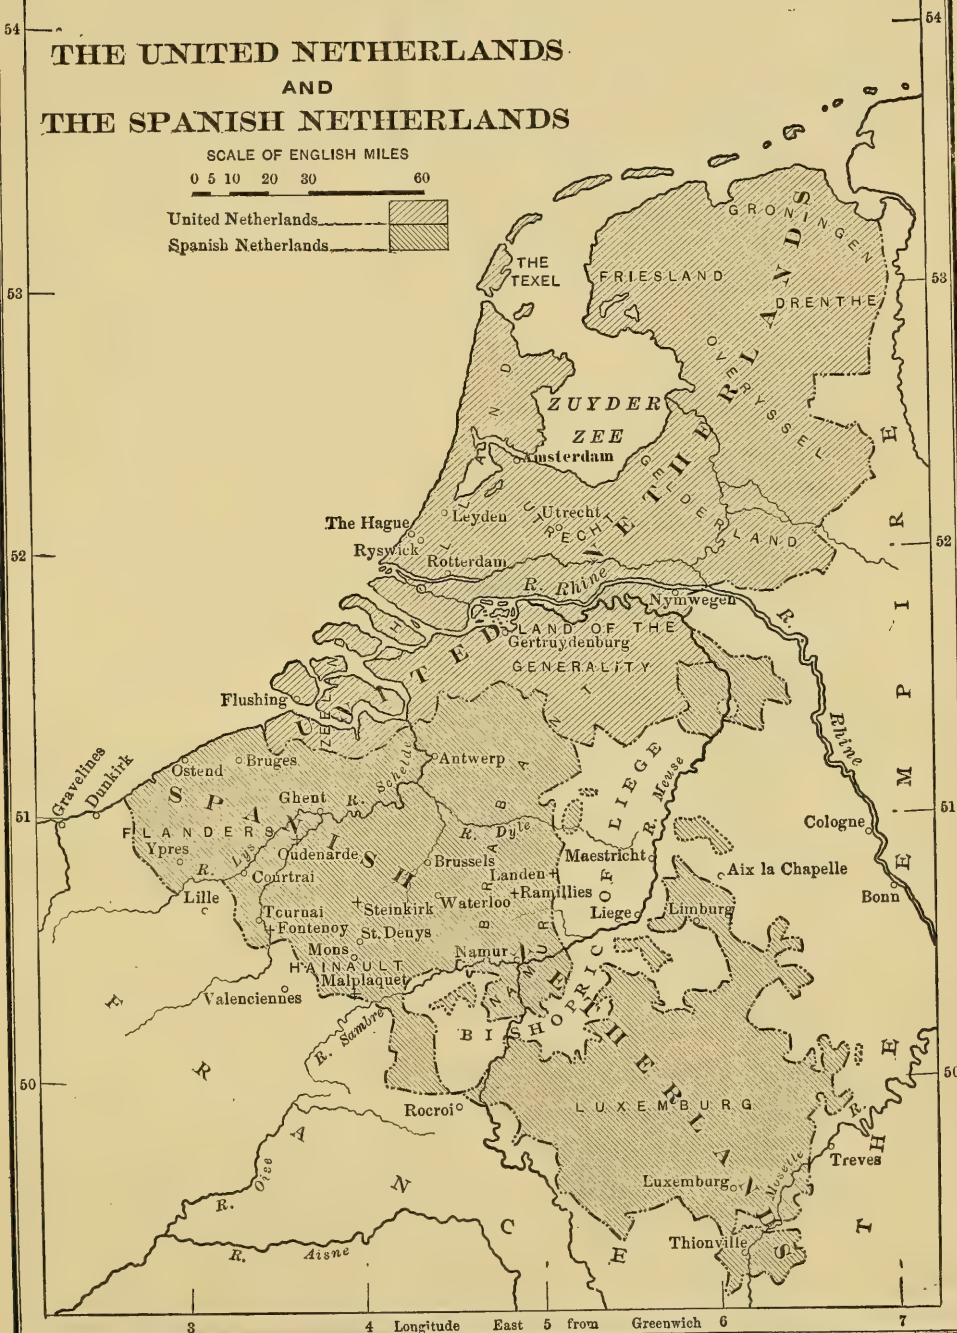 THE UNITED NETHERLANDS
AND
THE SPANISH NETHERLANDS
SCALE OF ENGLISH MILES
0 5 10 20 30 60
United Netherlands
Spanish Netherlands
54
54
53
53
52
52
51
51
50
50
3
4
Longitude East 5 from Greenwich 6
7
THE TEXEL
GRONINGEN
FRIESLAND
DRENTHE
OVERYSSEL
ZUYDER
ZEE
HOLLAND
Amsterdam
GELDERLAND
Leyden
Utrecht
UTRECHT
The Hague
Ryswick
Rotterdam
R. Rhine
Nymwegen
UNITED NETHERLANDS
LAND OF THE
GENERALITY
Gertruydenburg
Flushing
ZEELAND
Gravelines
Dunkirk
Ostend
Bruges
Antwerp
R. Schelde
SPANISH NETHERLANDS
Ghent
FLANDERS
Ypres
R. Lys
Oudenarde
Courtrai
R. Dyle
Brussels
BRABANT
Lille
Landen
Ramillies
Waterloo
Steinkirk
Tournai
Fontenoy
St. Denys
Mons
HAINAULT
Malplaquet
Valenciennes
Namur
NAMUR
BISHOPRIC OF LIEGE
R. Meuse
Maestricht
Liege
Limburg
Aix la Chapelle
Cologne
Bonn
R. Rhine
THE EMPIRE
FRANCE
R. Sambre
Rocroi
LUXEMBURG
Luxemburg
R. Moselle
Treves
Thionville
R. Oise
R. Aisne